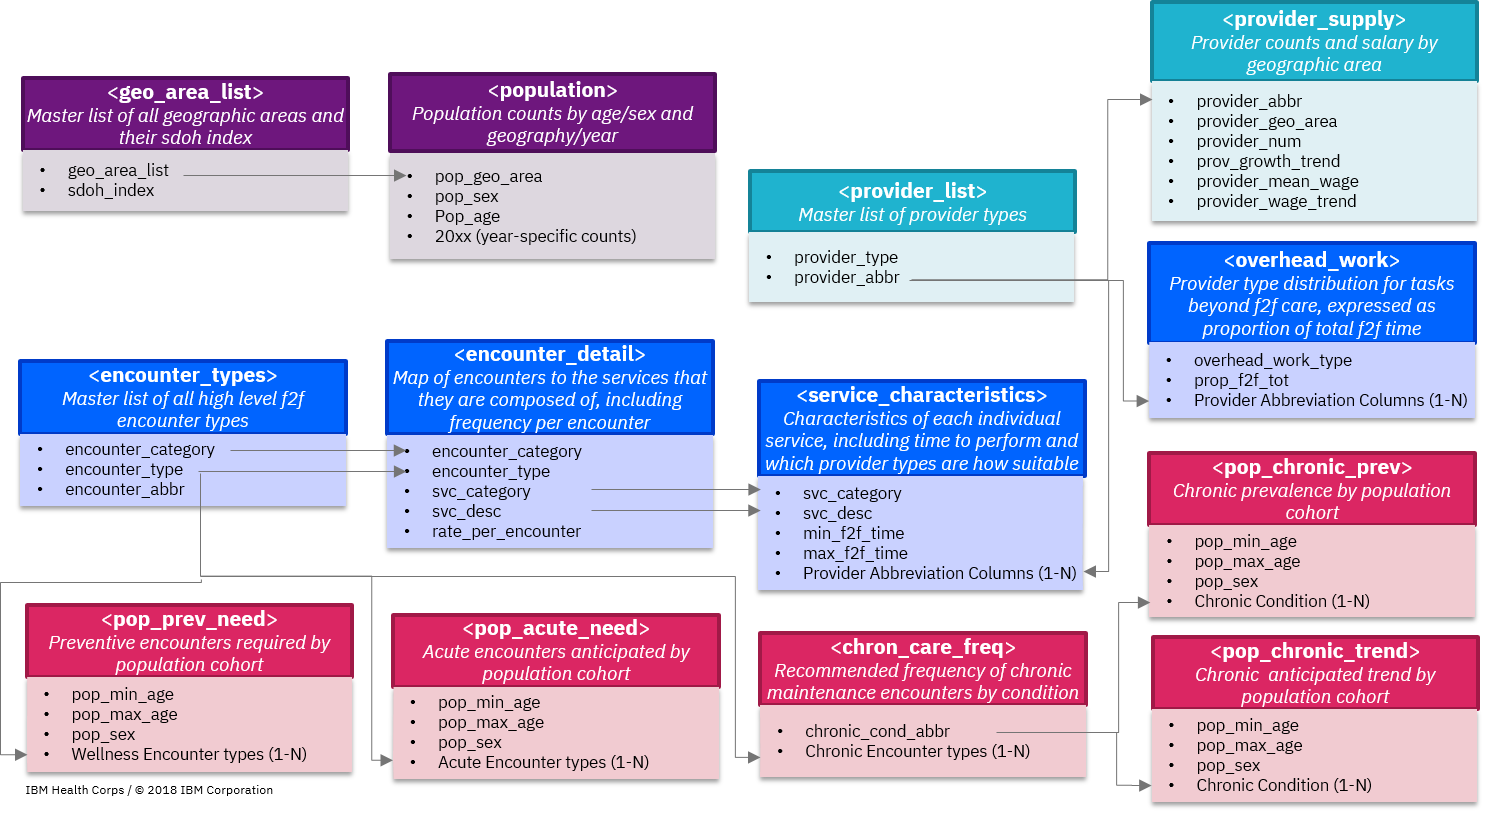 <geo_area_list>
Master list of all geographic areas and
their sdoh index
• geo_area_list
• sdoh_index
<population>
Population counts by age/sex and
geography/year
• pop_geo_area
• pop_sex
• Pop_age
• 20xx (year-specific counts)
<provider_list>
Master list of provider types
• provider_type
• provider_abbr
<provider_supply>
Provider counts and salary by
geographic area
• provider_abbr
• provider_geo_area
• provider_num
• prov_growth_trend
• provider_mean_wage
• provider_wage_trend
<overhead_work>
Provider type distribution for tasks
beyond f2f care, expressed as
proportion of total f2f time
• overhead_work_type
• prop_f2f_tot
• Provider Abbreviation Columns (1-N)
<encounter_types>
Master list of all high level f2f
encounter types
• encounter_category
• encounter_type
• encounter_abbr
<encounter_detail>
Map of encounters to the services that
they are composed of, including
frequency per encounter
• encounter_category
• encounter_type
• svc_category
• svc_desc
• rate_per_encounter
<service_characteristics>
Characteristics of each individual
service, including time to perform and
which provider types are how suitable
• svc_category
• svc_desc
• min_f2f_time
• max_f2f_time
• Provider Abbreviation Columns (1-N)
<pop_chronic_prev>
Chronic prevalence by population
cohort
• pop_min_age
• pop_max_age
• pop_sex
• Chronic Condition (1-N)
<pop_prev_need>
Preventive encounters required by
population cohort
• pop_min_age
• pop_max_age
• pop_sex
• Wellness Encounter types (1-N)
<pop_acute_need>
Acute encounters anticipated by
population cohort
• pop_min_age
• pop_max_age
• pop_sex
• Acute Encounter types (1-N)
<chron_care_freq>
Recommended frequency of chronic
maintenance encounters by condition
• chronic_cond_abbr
• Chronic Encounter types (1-N)
<pop_chronic_trend>
Chronic anticipated trend by
population cohort
• pop_min_age
• pop_max_age
• pop_sex
• Chronic Condition (1-N)
IBM Health Corps / © 2018 IBM Corporation